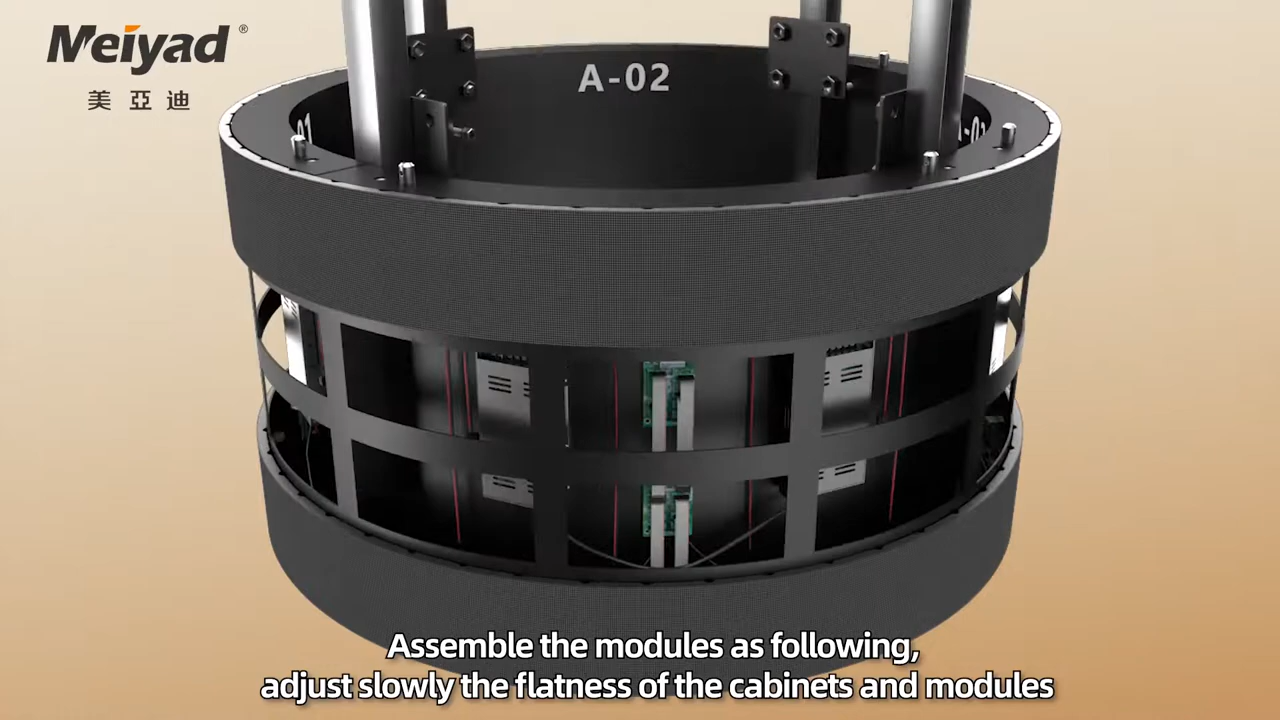 Meiyad®
美亞迪
A-02
01
Assemble the modules as following,
adjust slowly the flatness of the cabinets and modules